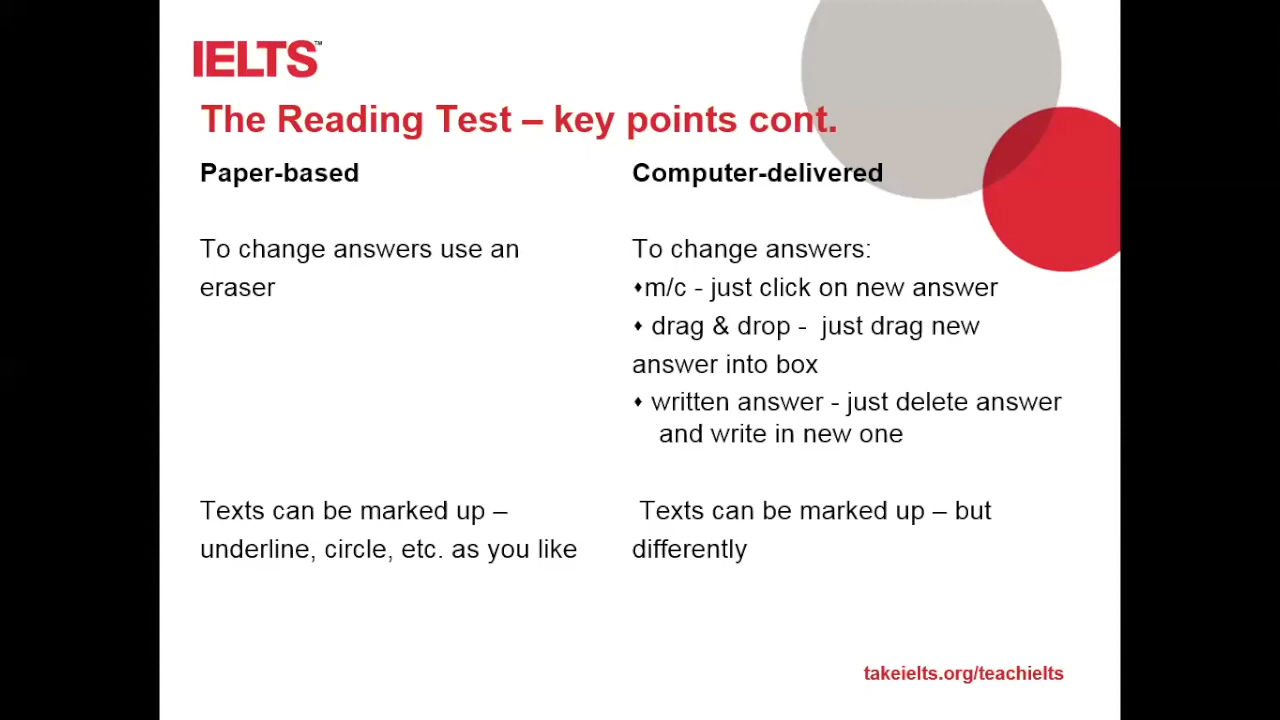 IELTS™
The Reading Test – key points cont.
Paper-based
To change answers use an
eraser
Texts can be marked up –
underline, circle, etc. as you like
Computer-delivered
To change answers:
♦m/c - just click on new answer
♦ drag & drop -  just drag new
answer into box
♦ written answer - just delete answer
and write in new one
Texts can be marked up – but
differently
takeielts.org/teachielts